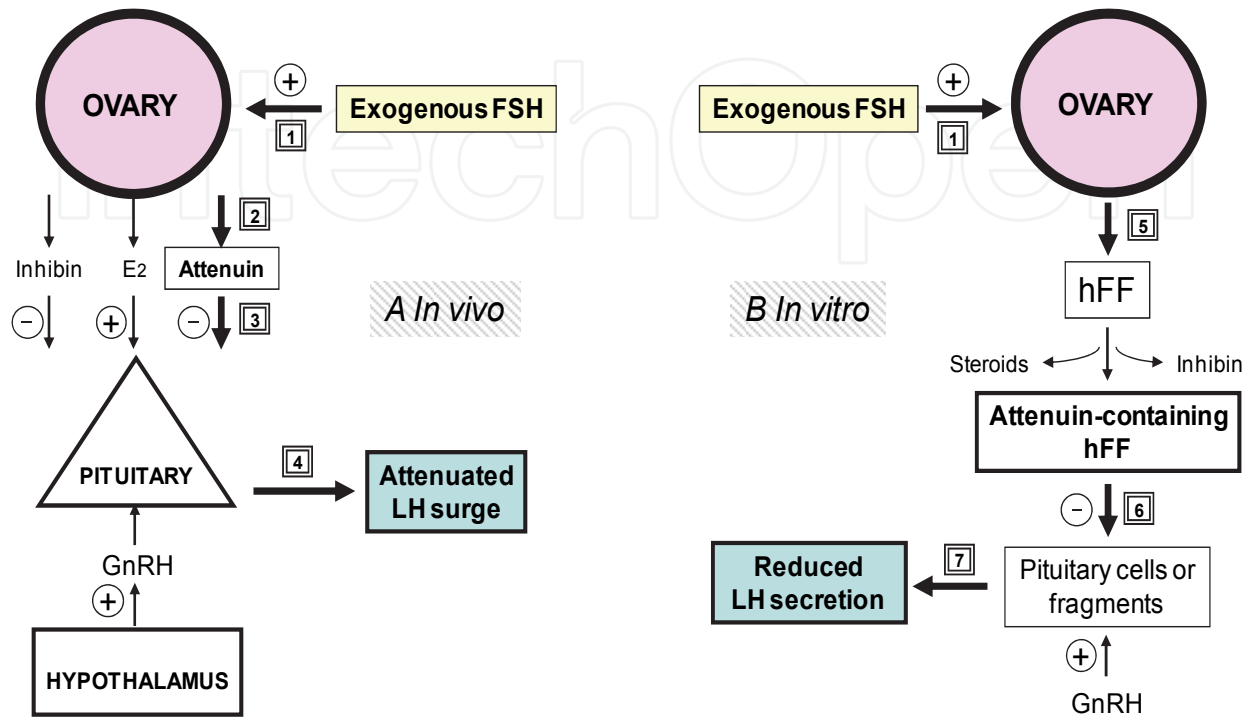 OVARY
+
Exogenous FSH
1
2
Inhibin
E2
Attenuin
−
+
−
3
A In vivo
PITUITARY
4
Attenuated
LH surge
GnRH
+
HYPOTHALAMUS
Exogenous FSH
+
1
OVARY
5
hFF
B In vitro
Steroids
Inhibin
Attenuin-containing
hFF
−
6
Reduced
LH secretion
7
Pituitary cells or
fragments
+
GnRH
IntechOpen